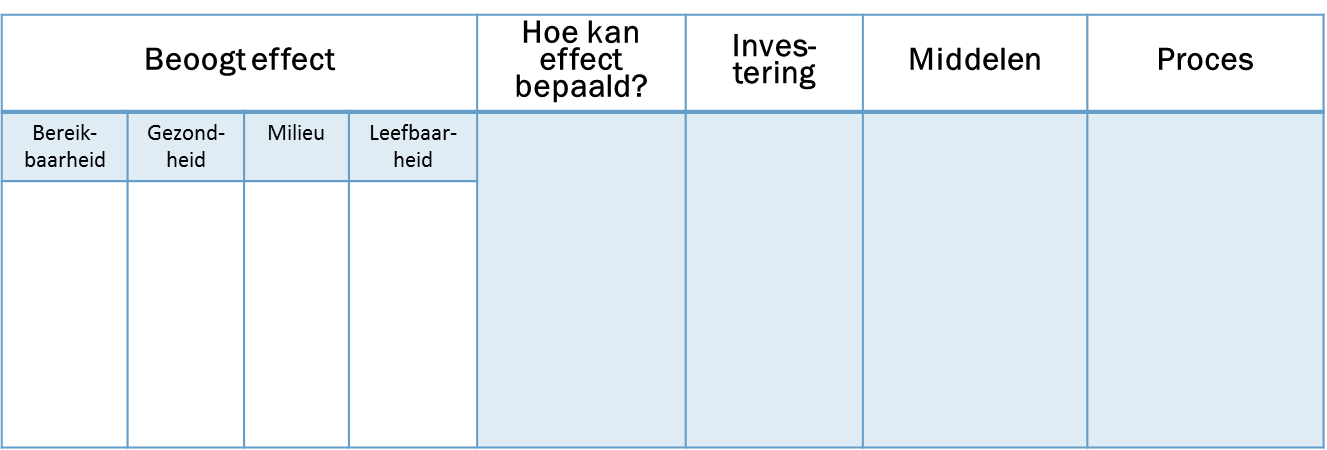 Beoogt effect
Hoe kan
effect
bepaald?
Inves-
tering
Middelen
Proces
Bereik-
baarheid
Gezond-
heid
Milieu
Leefbaar-
heid